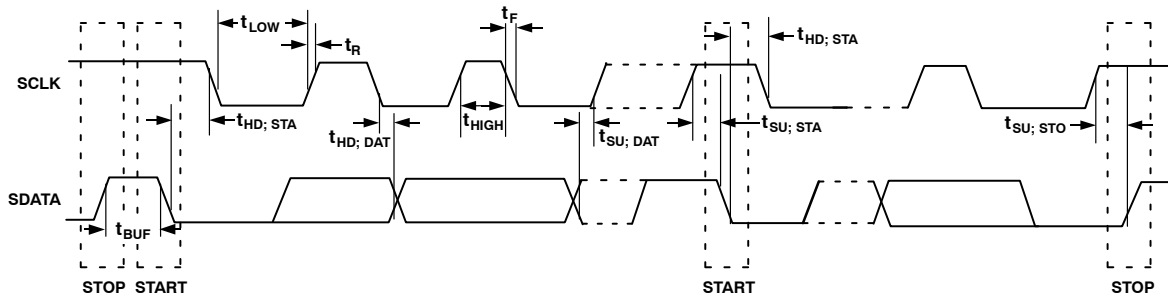 tF
tLOW
tR
tHD; STA
SCLK
tHD; STA
tHD; DAT
tHIGH
tSU; DAT
tSU; STA
tSU; STO
SDATA
tBUF
STOP START
START
STOP